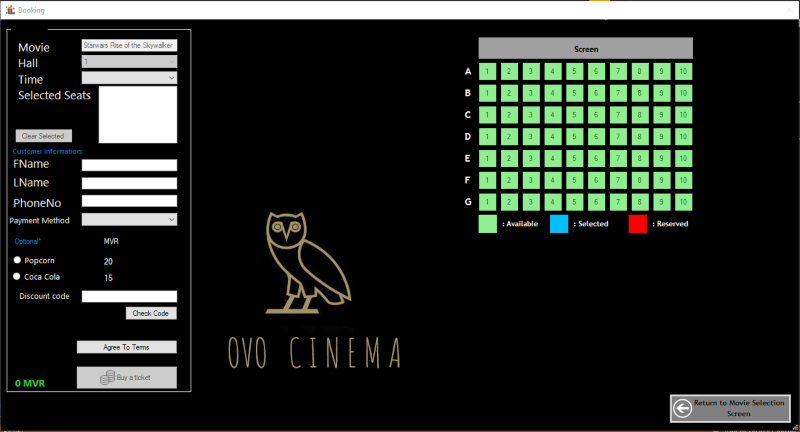 Booking
Movie Starwars Rise of the Skywalker
Hall 1
Time
Selected Seats
Clear Selected
Customer Information:
FName
LName
PhoneNo
Payment Method
Optional* MVR
Popcorn 20
Coca Cola 15
Discount code
Check Code
Agree To Terms
0 MVR Buy a ticket
OVO CINEMA
Screen
A 1 2 3 4 5 6 7 8 9 10
B 1 2 3 4 5 6 7 8 9 10
C 1 2 3 4 5 6 7 8 9 10
D 1 2 3 4 5 6 7 8 9 10
E 1 2 3 4 5 6 7 8 9 10
F 1 2 3 4 5 6 7 8 9 10
G 1 2 3 4 5 6 7 8 9 10
: Available : Selected : Reserved
Return to Movie Selection
Screen